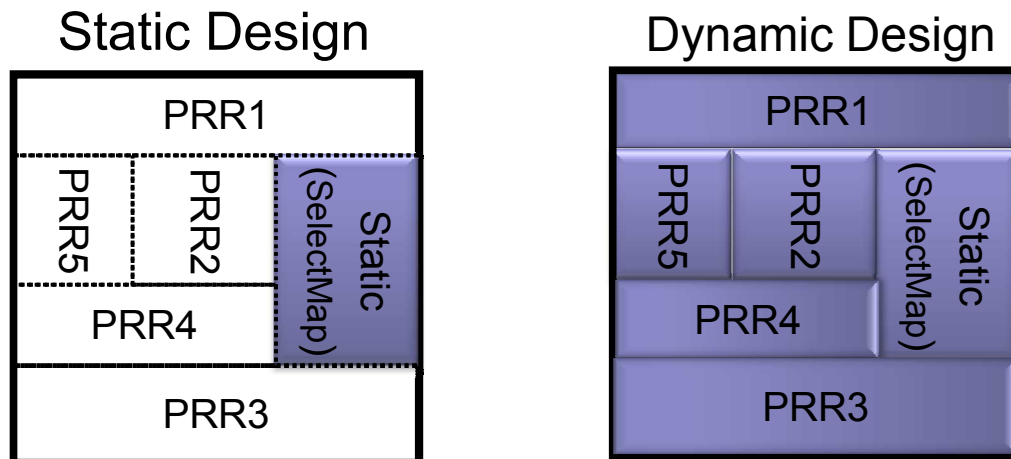 Static Design
PRR1
PRR5
PRR2
Static
(SelectMap)
PRR4
PRR3
Dynamic Design
PRR1
PRR5
PRR2
Static
(SelectMap)
PRR4
PRR3